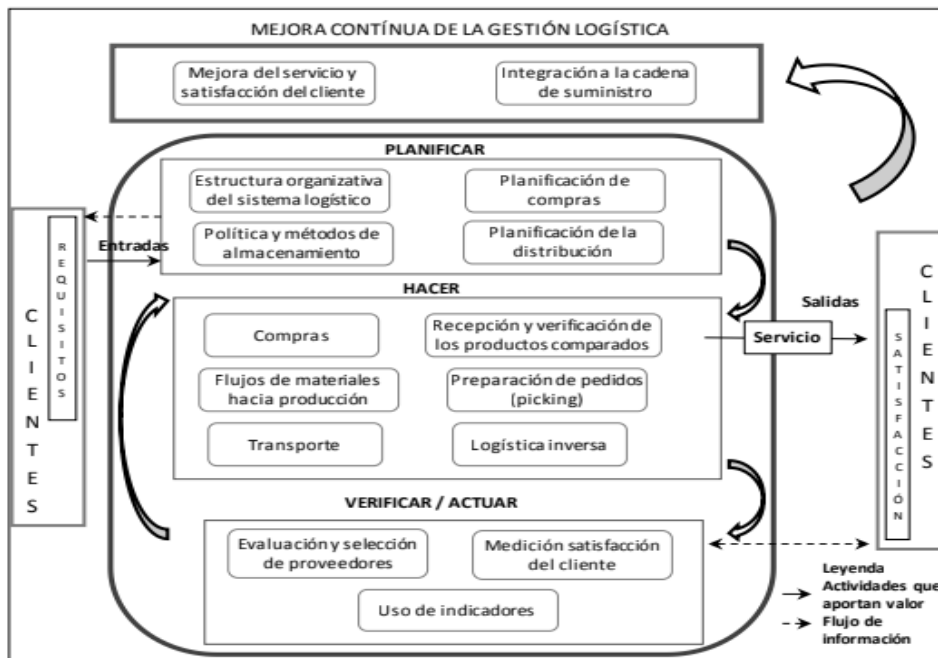 MEJORA CONTÍNUA DE LA GESTIÓN LOGÍSTICA
Mejora del servicio y
satisfacción del cliente
Integración a la cadena
de suministro
PLANIFICAR
Estructura organizativa
del sistema logístico
Planificación de
compras
Política y métodos de
almacenamiento
Planificación de la
distribución
CLIENTES
REQUISITOS
Entradas
HACER
Compras
Recepción y verificación de
los productos comparados
Flujos de materiales
hacia producción
Preparación de pedidos
(picking)
Transporte
Logística inversa
Servicio
Salidas
CLIENTES
SATISFACCIÓN
VERIFICAR / ACTUAR
Evaluación y selección
de proveedores
Medición satisfacción
del cliente
Uso de indicadores
Leyenda
Actividades que
aportan valor
Flujo de
información